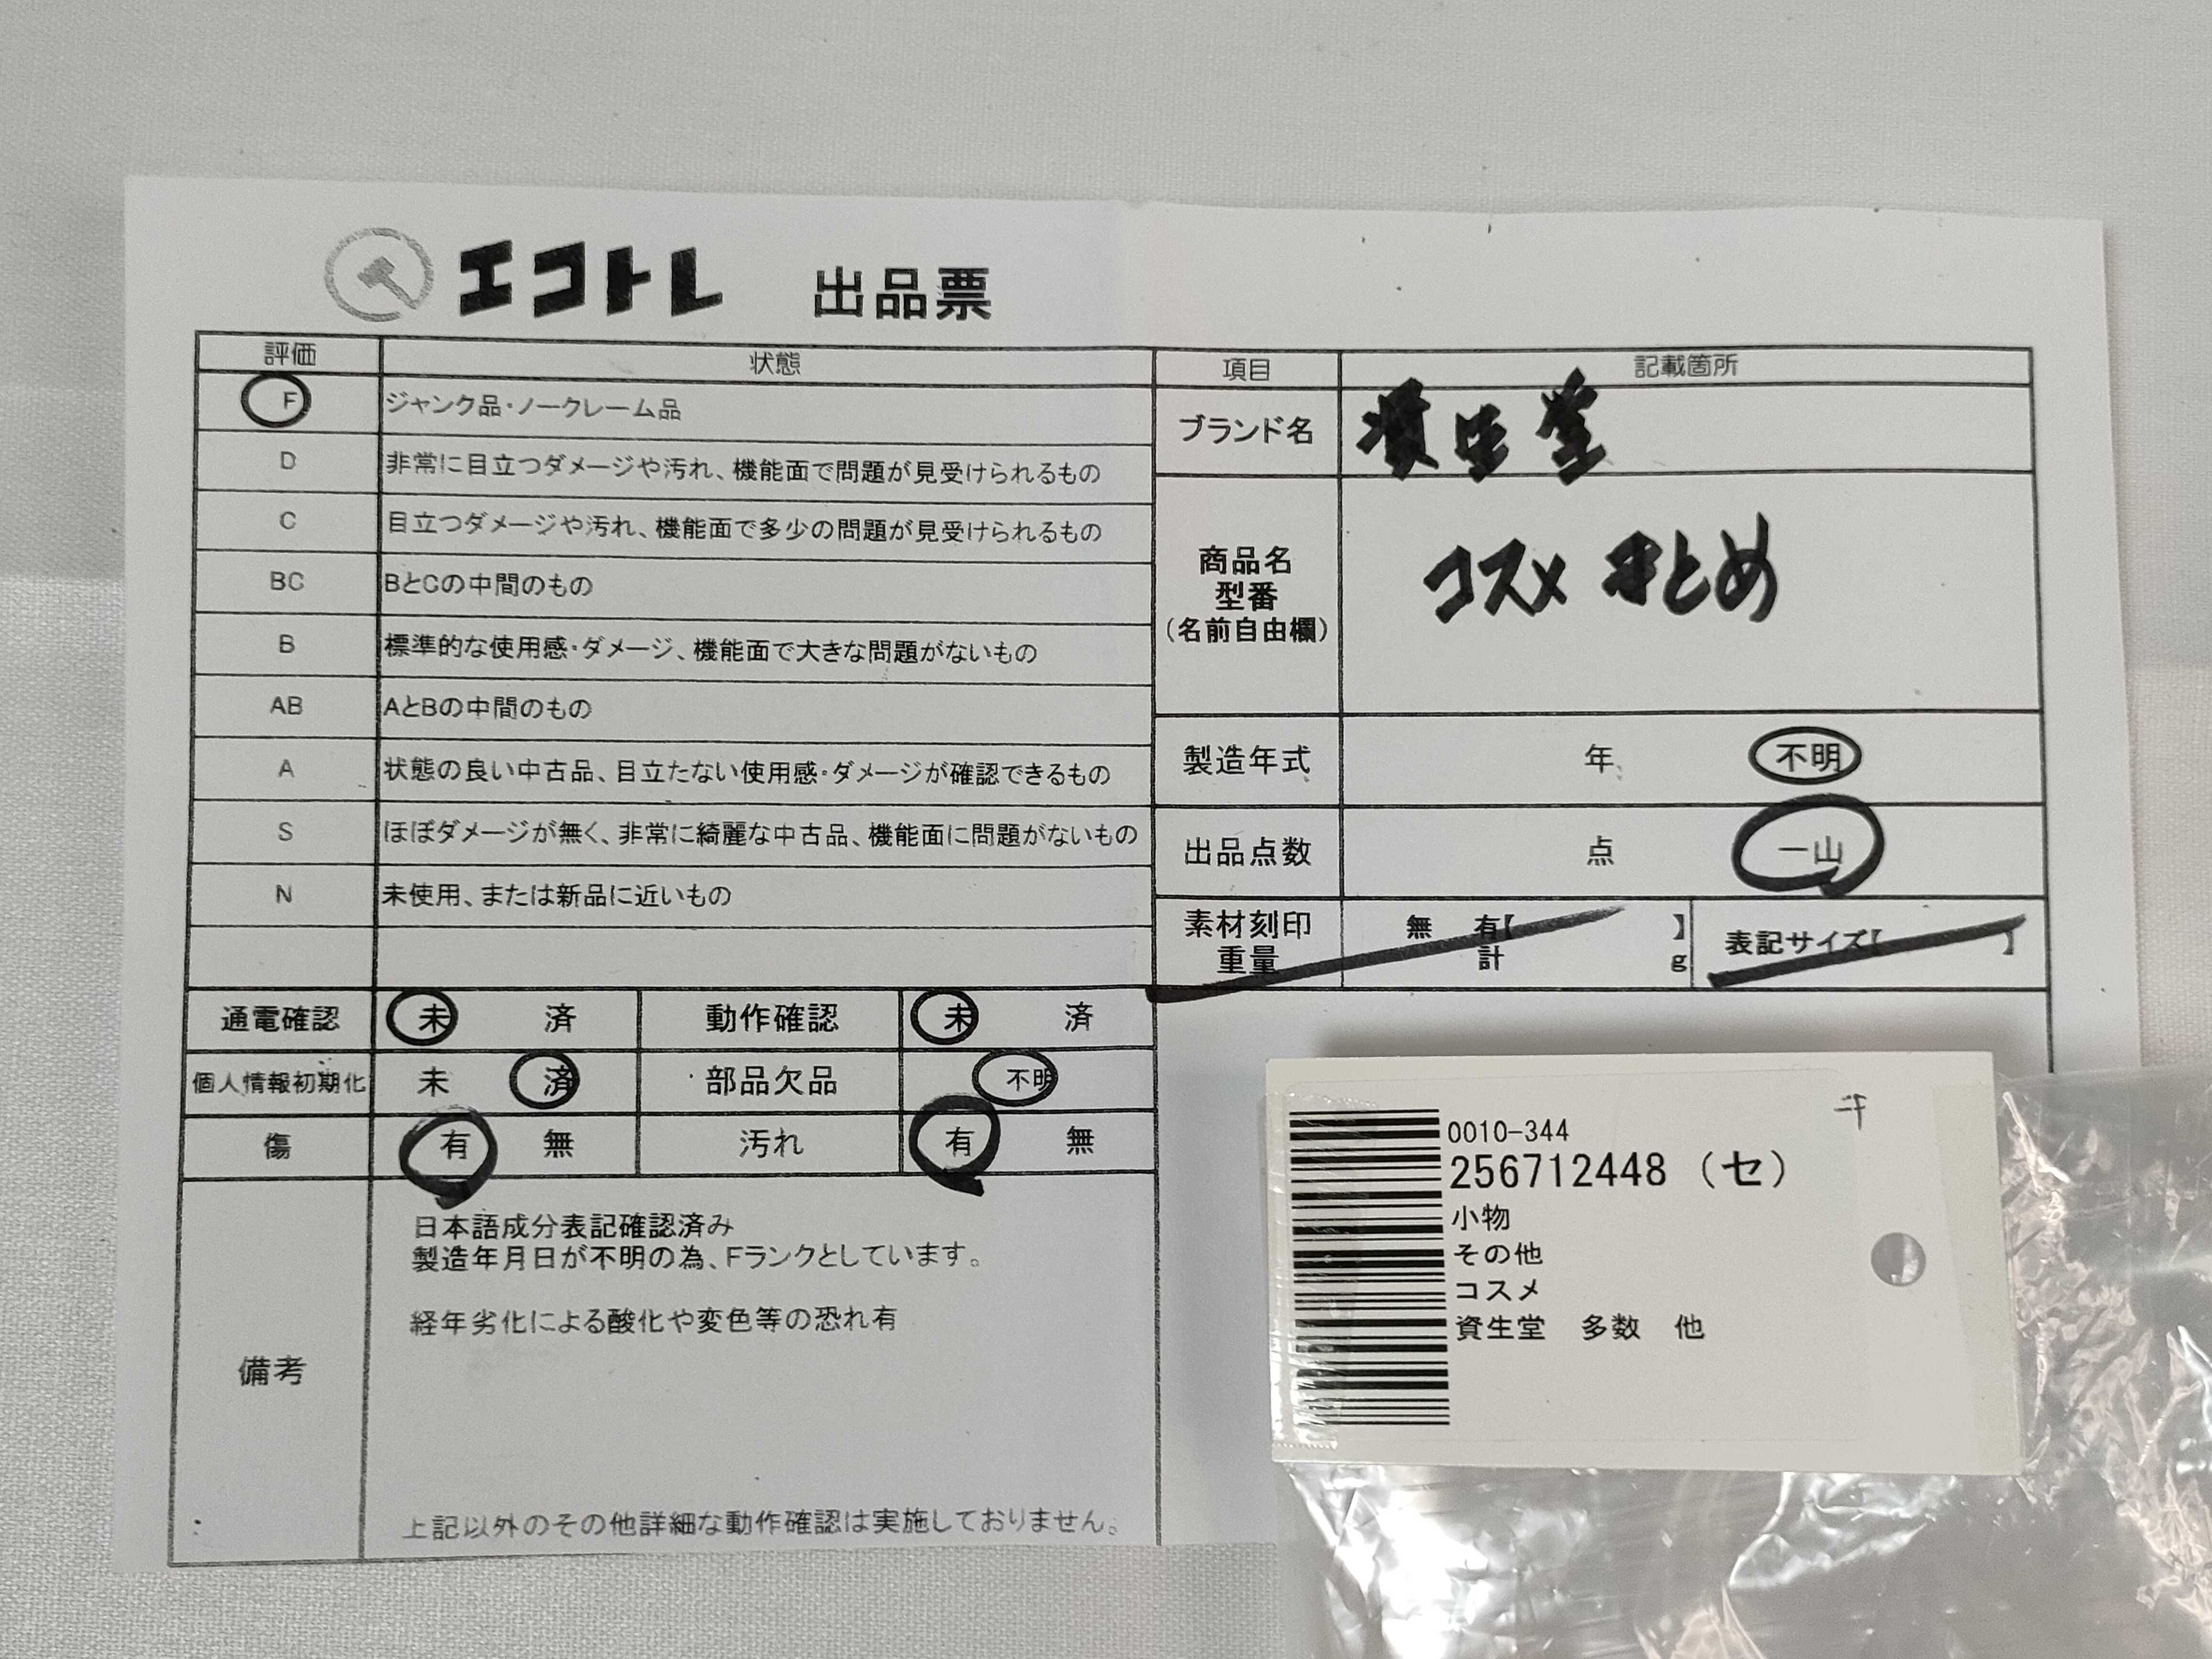 エコトレ 出品票
評価 状態
F ジャンク品・ノークレーム品
D 非常に目立つダメージや汚れ、機能面で問題が見受けられるもの
C 目立つダメージや汚れ、機能面で多少の問題が見受けられるもの
BC BとCの中間のもの
B 標準的な使用感・ダメージ、機能面で大きな問題がないもの
AB AとBの中間のもの
A 状態の良い中古品、目立たない使用感・ダメージが確認できるもの
S ほぼダメージが無く、非常に綺麗な中古品、機能面に問題がないもの
N 未使用、または新品に近いもの
項目 記載箇所
ブランド名 資生堂
商品名
型番
(名前自由欄)
コスメ まとめ
製造年式 年 不明
出品点数 点 一山
素材刻印 無 有【 】
重量 計 g
表記サイズ【 】
通電確認 未 済 動作確認 未 済
個人情報初期化 未 済 部品欠品 不明
傷 有 無 汚れ 有 無
備考
日本語成分表記確認済み
製造年月日が不明の為、Fランクとしています。
経年劣化による酸化や変色等の恐れ有
上記以外のその他詳細な動作確認は実施しておりません。
0010-344
256712448 (セ)
小物
その他
コスメ
資生堂 多数 他